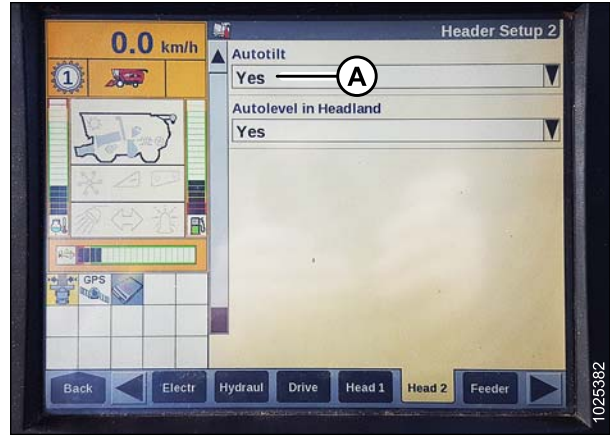 0.0 km/h
Header Setup 2
Autotilt
Yes
A
1
Autolevel in Headland
Yes
GPS
Back
Electr
Hydraul
Drive
Head 1
Head 2
Feeder
1025382